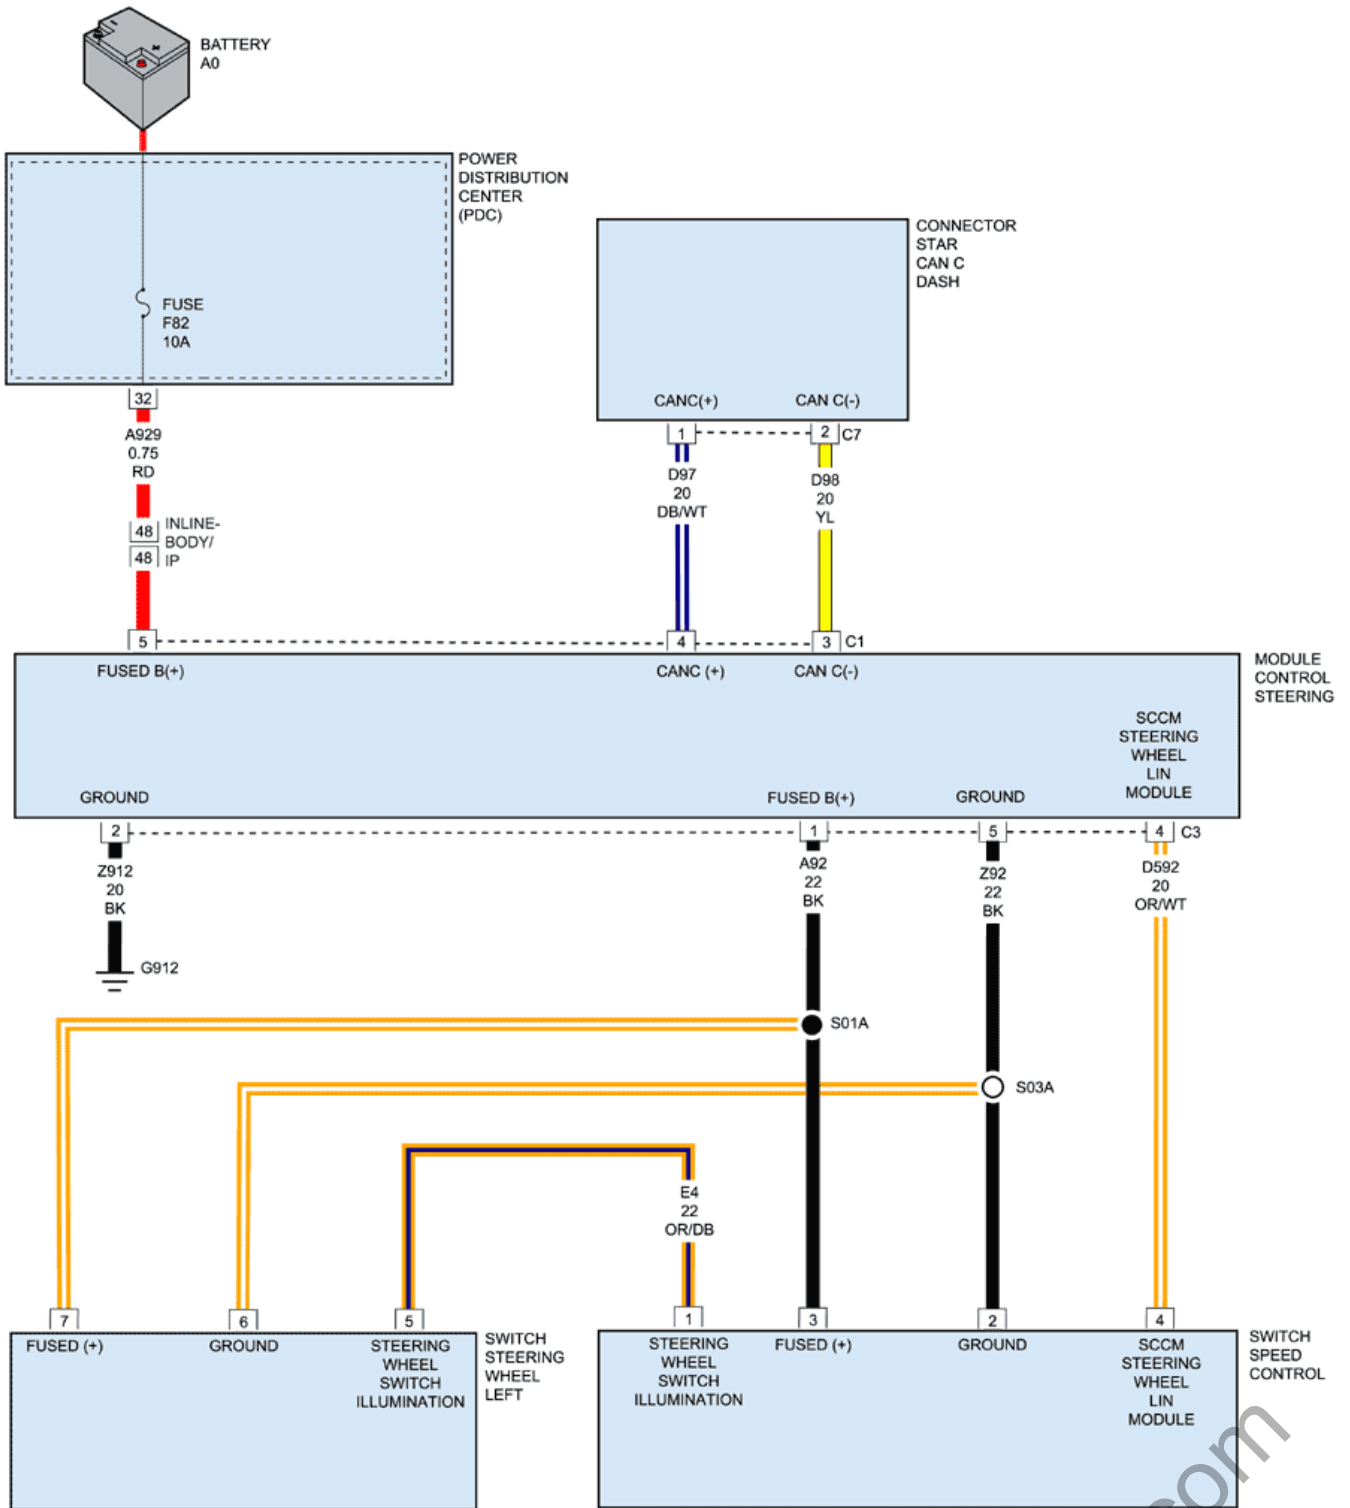 BATTERY
A0
POWER
DISTRIBUTION
CENTER
(PDC)
FUSE
F82
10A
32
A929
0.75
RD
48
INLINE-
BODY/
48
IP
CONNECTOR
STAR
CAN C
DASH
CANC(+)
CAN C(-)
1
2
C7
D97
20
DB/WT
D98
20
YL
5
4
3
C1
FUSED B(+)
CANC (+)
CAN C(-)
MODULE
CONTROL
STEERING
SCCM
STEERING
WHEEL
LIN
MODULE
GROUND
FUSED B(+)
GROUND
2
1
5
4
C3
Z912
20
BK
A92
22
BK
Z92
22
BK
D592
20
OR/WT
G912
S01A
S03A
E4
22
OR/DB
7
6
5
1
3
2
4
FUSED (+)
GROUND
STEERING
WHEEL
SWITCH
ILLUMINATION
SWITCH
STEERING
WHEEL
LEFT
STEERING
WHEEL
SWITCH
ILLUMINATION
FUSED (+)
GROUND
SCCM
STEERING
WHEEL
LIN
MODULE
SWITCH
SPEED
CONTROL
com